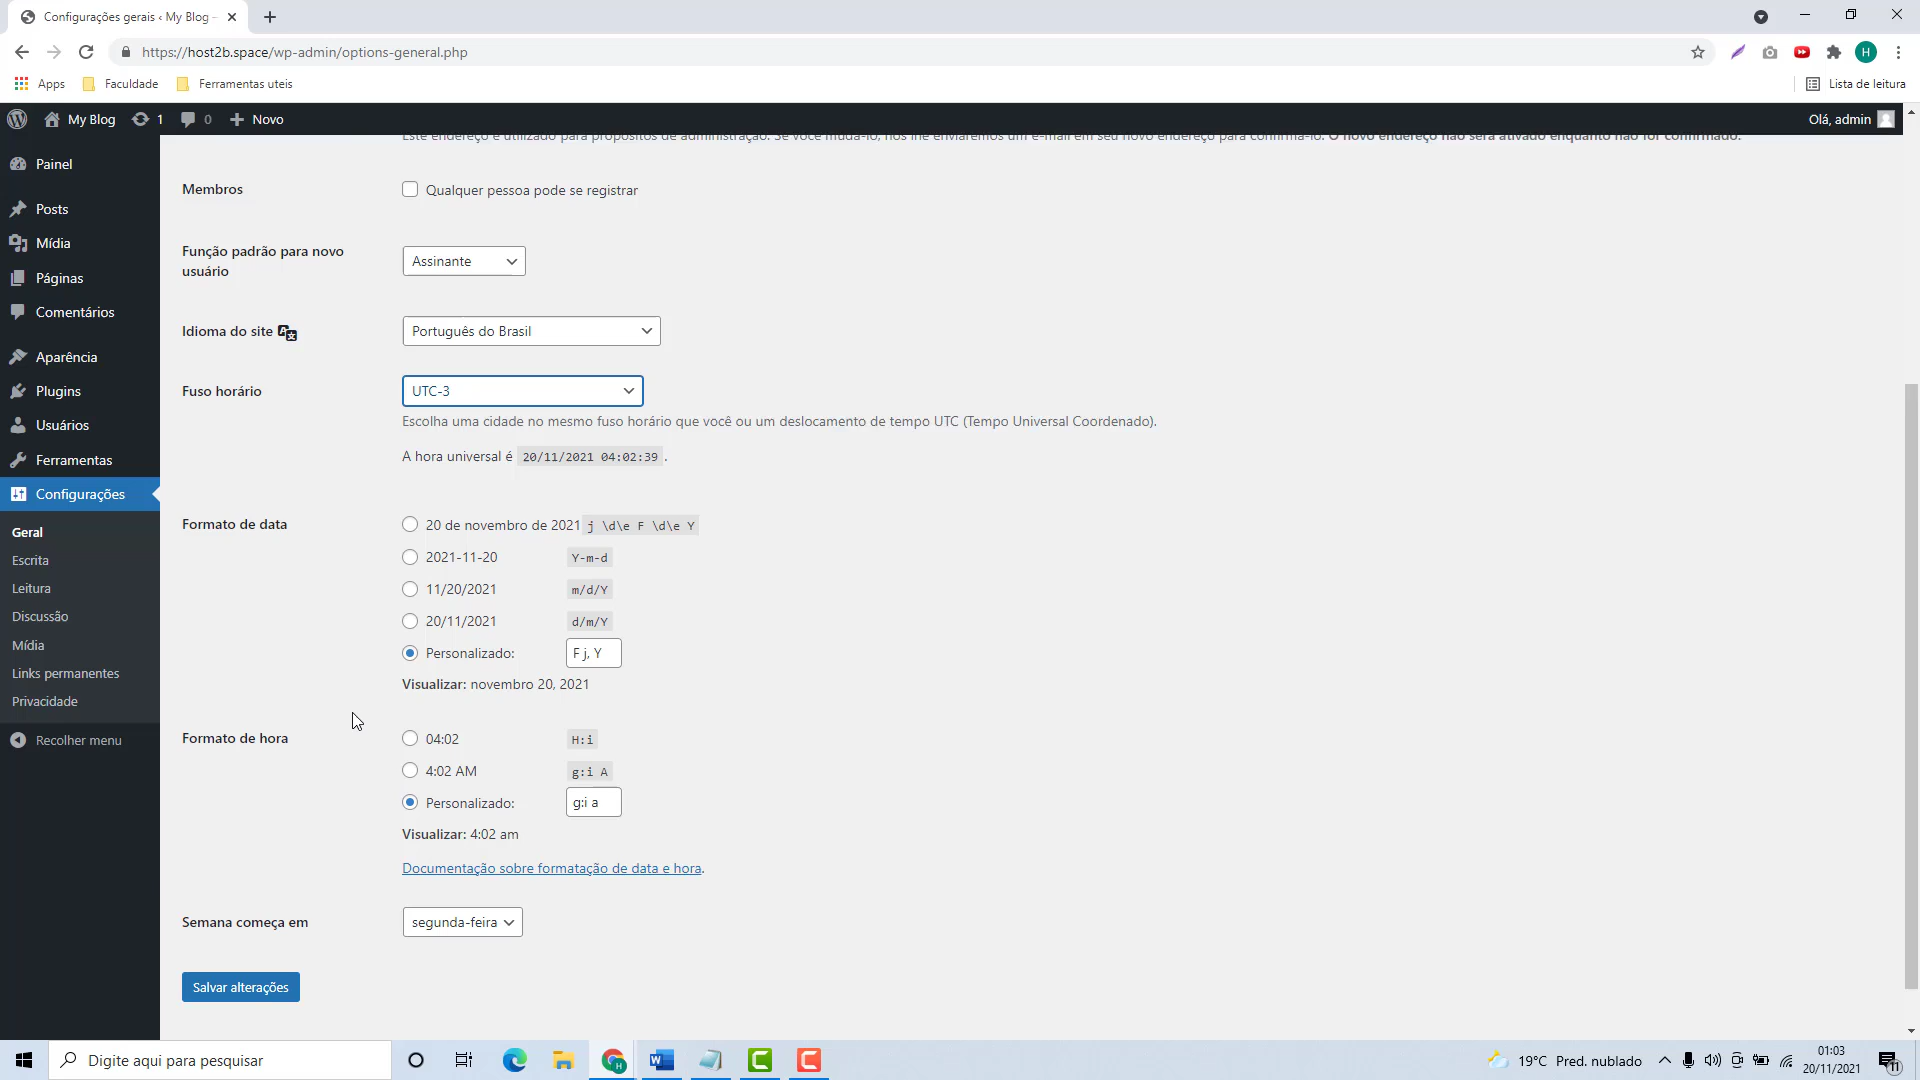 Configurações gerais ‹ My Blog –
https://host2b.space/wp-admin/options-general.php
Apps
Faculdade
Ferramentas uteis
Lista de leitura
My Blog
1
0
Novo
Olá, admin
Este endereço é utilizado para propósitos de administração. Se você mudá-lo, nós lhe enviaremos um e-mail em seu novo endereço para confirmá-lo. O novo endereço não será ativado enquanto não for confirmado.
Painel
Posts
Mídia
Páginas
Comentários
Aparência
Plugins
Usuários
Ferramentas
Configurações
Geral
Escrita
Leitura
Discussão
Mídia
Links permanentes
Privacidade
Recolher menu
Membros
Qualquer pessoa pode se registrar
Função padrão para novo
usuário
Assinante
Idioma do site
Português do Brasil
Fuso horário
UTC-3
Escolha uma cidade no mesmo fuso horário que você ou um deslocamento de tempo UTC (Tempo Universal Coordenado).
A hora universal é 20/11/2021 04:02:39 .
Formato de data
20 de novembro de 2021 j \d\e F \d\e Y
2021-11-20 Y-m-d
11/20/2021 m/d/Y
20/11/2021 d/m/Y
Personalizado: F j, Y
Visualizar: novembro 20, 2021
Formato de hora
04:02 H:i
4:02 AM g:i A
Personalizado: g:i a
Visualizar: 4:02 am
Documentação sobre formatação de data e hora.
Semana começa em
segunda-feira
Salvar alterações
Digite aqui para pesquisar
19°C Pred. nublado
01:03
20/11/2021
11
H